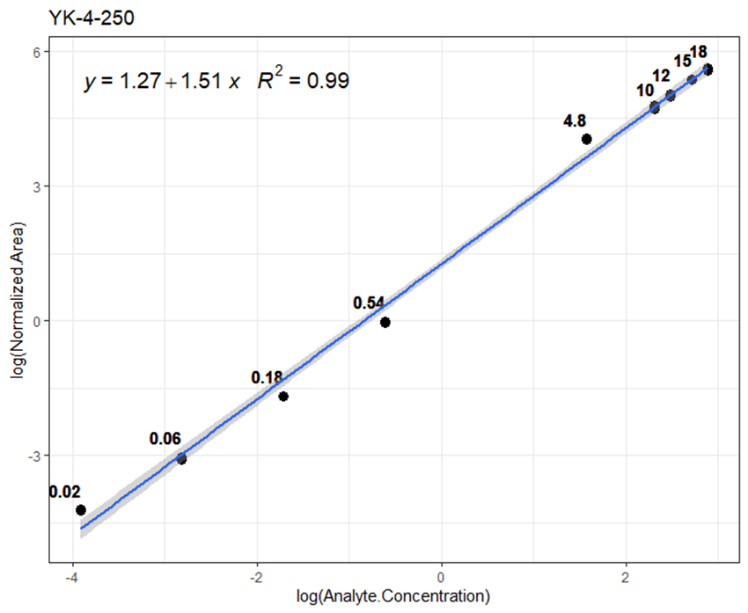 YK-4-250
y = 1.27+1.51 x R² = 0.99
18
15
12
10
4.8
0.54
0.18
0.06
0.02
6
3
0
-3
-4 -2 0 2
log(Normalized.Area)
log(Analyte.Concentration)